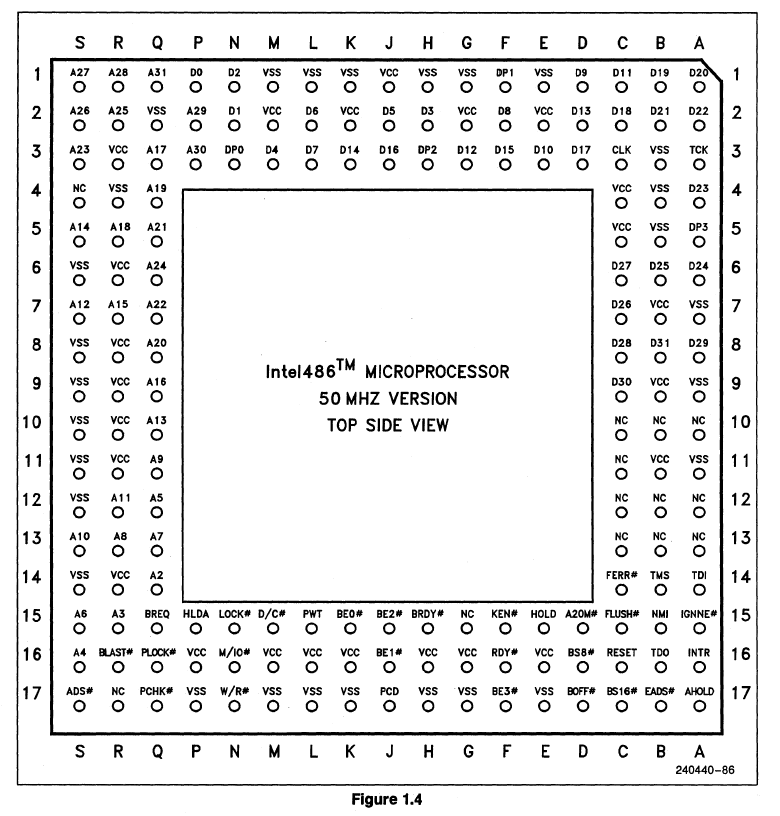 S R Q P N M L K J H G F E D C B A
1 A27 A28 A31 D0 D2 VSS VSS VSS VCC VSS VSS DP1 VSS D9 D11 D19 D20 1
2 A26 A25 VSS A29 D1 VCC D6 VCC D5 D3 VCC D8 VCC D13 D18 D21 D22 2
3 A23 VCC A17 A30 DP0 D4 D7 D14 D16 DP2 D12 D15 D10 D17 CLK VSS TCK 3
4 NC VSS A19 VCC VSS D23 4
5 A14 A18 A21 VCC VSS DP3 5
6 VSS VCC A24 D27 D25 D24 6
7 A12 A15 A22 D26 VCC VSS 7
8 VSS VCC A20 D28 D31 D29 8
Intel486™ MICROPROCESSOR
9 VSS VCC A16 D30 VCC VSS 9
50 MHZ VERSION
10 VSS VCC A13 NC NC NC 10
TOP SIDE VIEW
11 VSS VCC A9 NC VCC VSS 11
12 VSS A11 A5 NC NC NC 12
13 A10 A8 A7 NC NC NC 13
14 VSS VCC A2 FERR# TMS TDI 14
15 A6 A3 BREQ HLDA LOCK# D/C# PWT BE0# BE2# BRDY# NC KEN# HOLD A20M# FLUSH# NMI IGNNE# 15
16 A4 BLAST# PLOCK# VCC M/IO# VCC VCC VCC BE1# VCC VCC RDY# VCC BS8# RESET TDO INTR 16
17 ADS# NC PCHK# VSS W/R# VSS VSS VSS PCD VSS VSS BE3# VSS BOFF# BS16# EADS# AHOLD 17
S R Q P N M L K J H G F E D C B A
240440-86
Figure 1.4